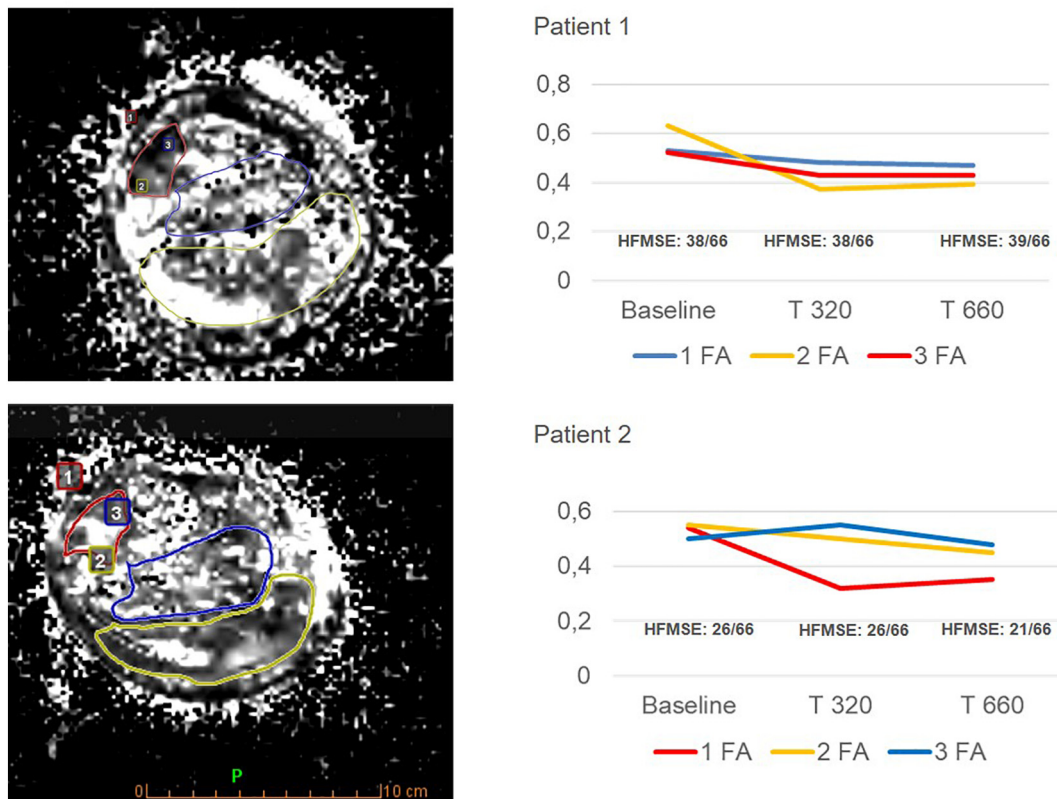 Patient 1
0,8
0,6
0,4
0,2
0
HFMSE: 38/66 HFMSE: 38/66 HFMSE: 39/66
Baseline T 320 T 660
1 FA 2 FA 3 FA
1
3
2
Patient 2
0,6
0,4
0,2
0
HFMSE: 26/66 HFMSE: 26/66 HFMSE: 21/66
Baseline T 320 T 660
1 FA 2 FA 3 FA
1
3
2
P
0 10 cm